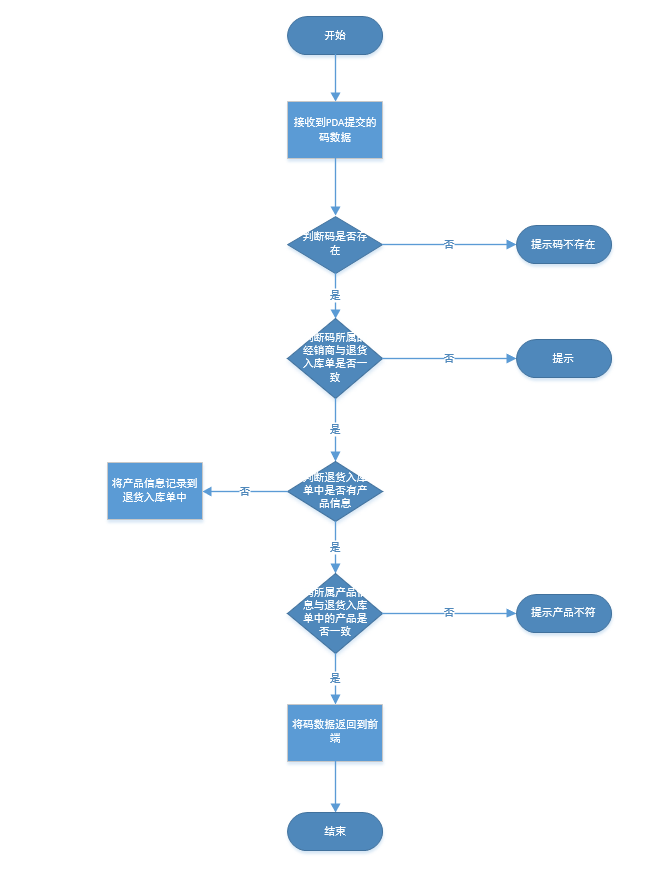 开始
接收到PDA提交的
码数据
判断码是否存
在
否
提示码不存在
是
判断码所属的
经销商与退货
入库单是否一
致
否
提示
是
判断退货入库
单中是否有产
品信息
否
将产品信息记录到
退货入库单中
是
码所属产品信
息与退货入库
单中的产品是
否一致
否
提示产品不符
是
将码数据返回到前
端
结束